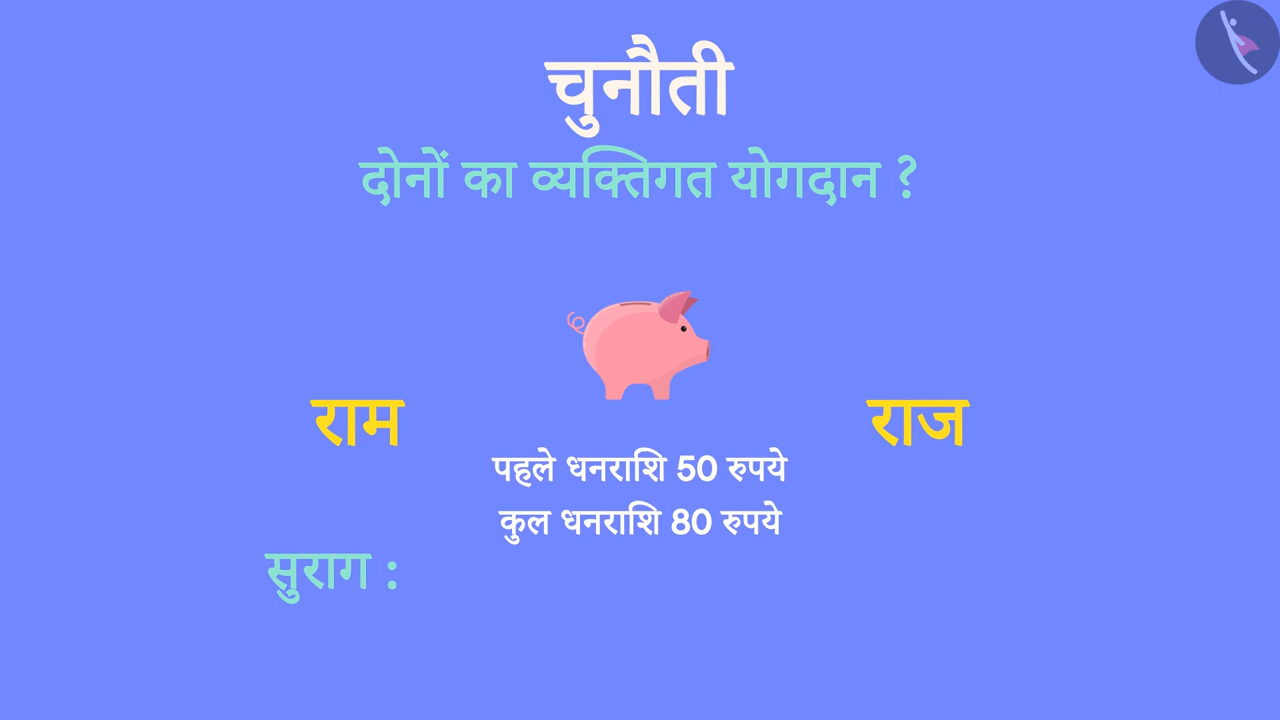 चुनौती
दोनों का व्यक्तिगत योगदान ?
राम
राज
पहले धनराशि 50 रुपये
कुल धनराशि 80 रुपये
सुराग :